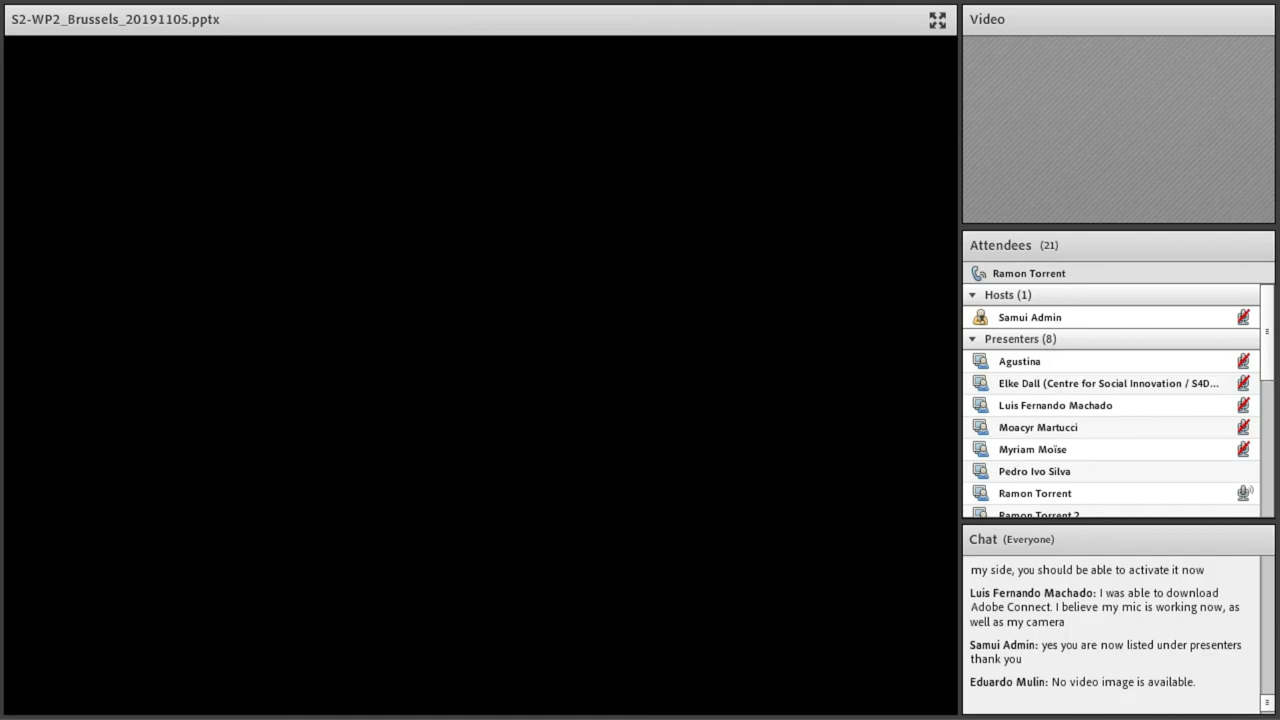 S2-WP2_Brussels_20191105.pptx
Video
Attendees (21)
Ramon Torrent
Hosts (1)
Samui Admin
Presenters (8)
Agustina
Elke Dall (Centre for Social Innovation / S4D...
Luis Fernando Machado
Moacyr Martucci
Myriam Moïse
Pedro Ivo Silva
Ramon Torrent
Ramon Torrent 2
Chat (Everyone)
my side, you should be able to activate it now
Luis Fernando Machado: I was able to download
Adobe Connect. I believe my mic is working now, as
well as my camera
Samui Admin: yes you are now listed under presenters
thank you
Eduardo Mulin: No video image is available.